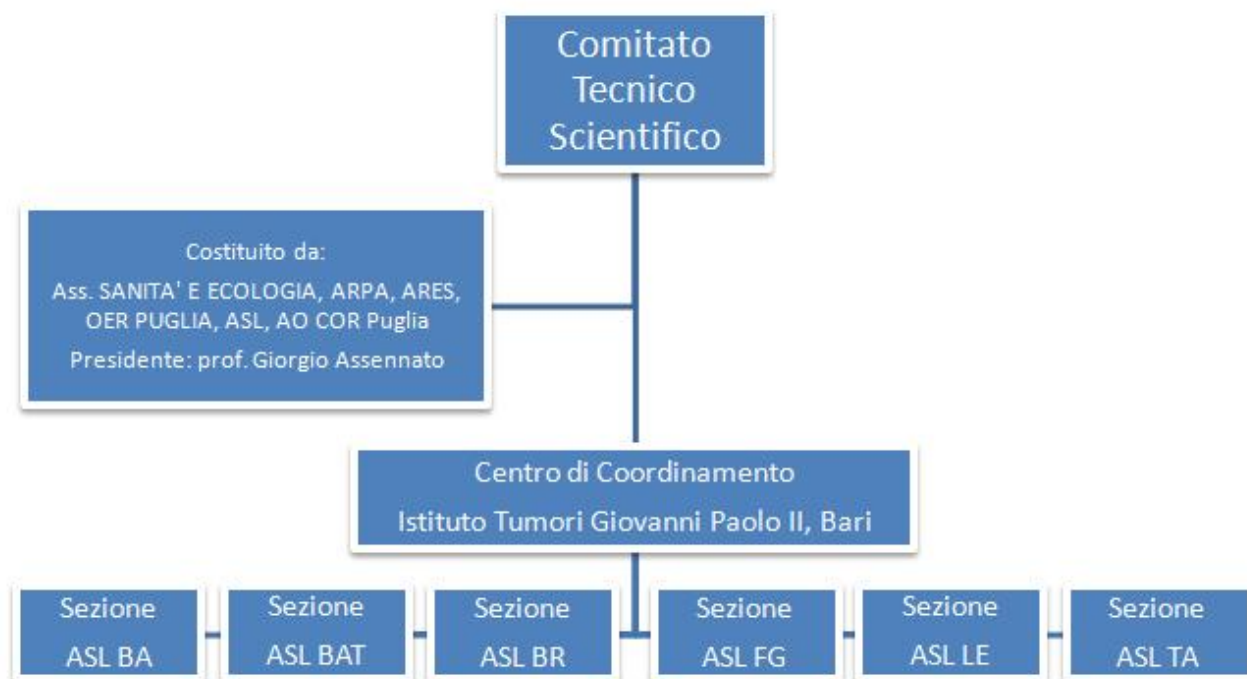 Comitato
Tecnico
Scientifico
Costituito da:
Ass. SANITA' E ECOLOGIA, ARPA, ARES,
OER PUGLIA, ASL, AO COR Puglia
Presidente: prof. Giorgio Assennato
Centro di Coordinamento
Istituto Tumori Giovanni Paolo II, Bari
Sezione
ASL BA
Sezione
ASL BAT
Sezione
ASL BR
Sezione
ASL FG
Sezione
ASL LE
Sezione
ASL TA